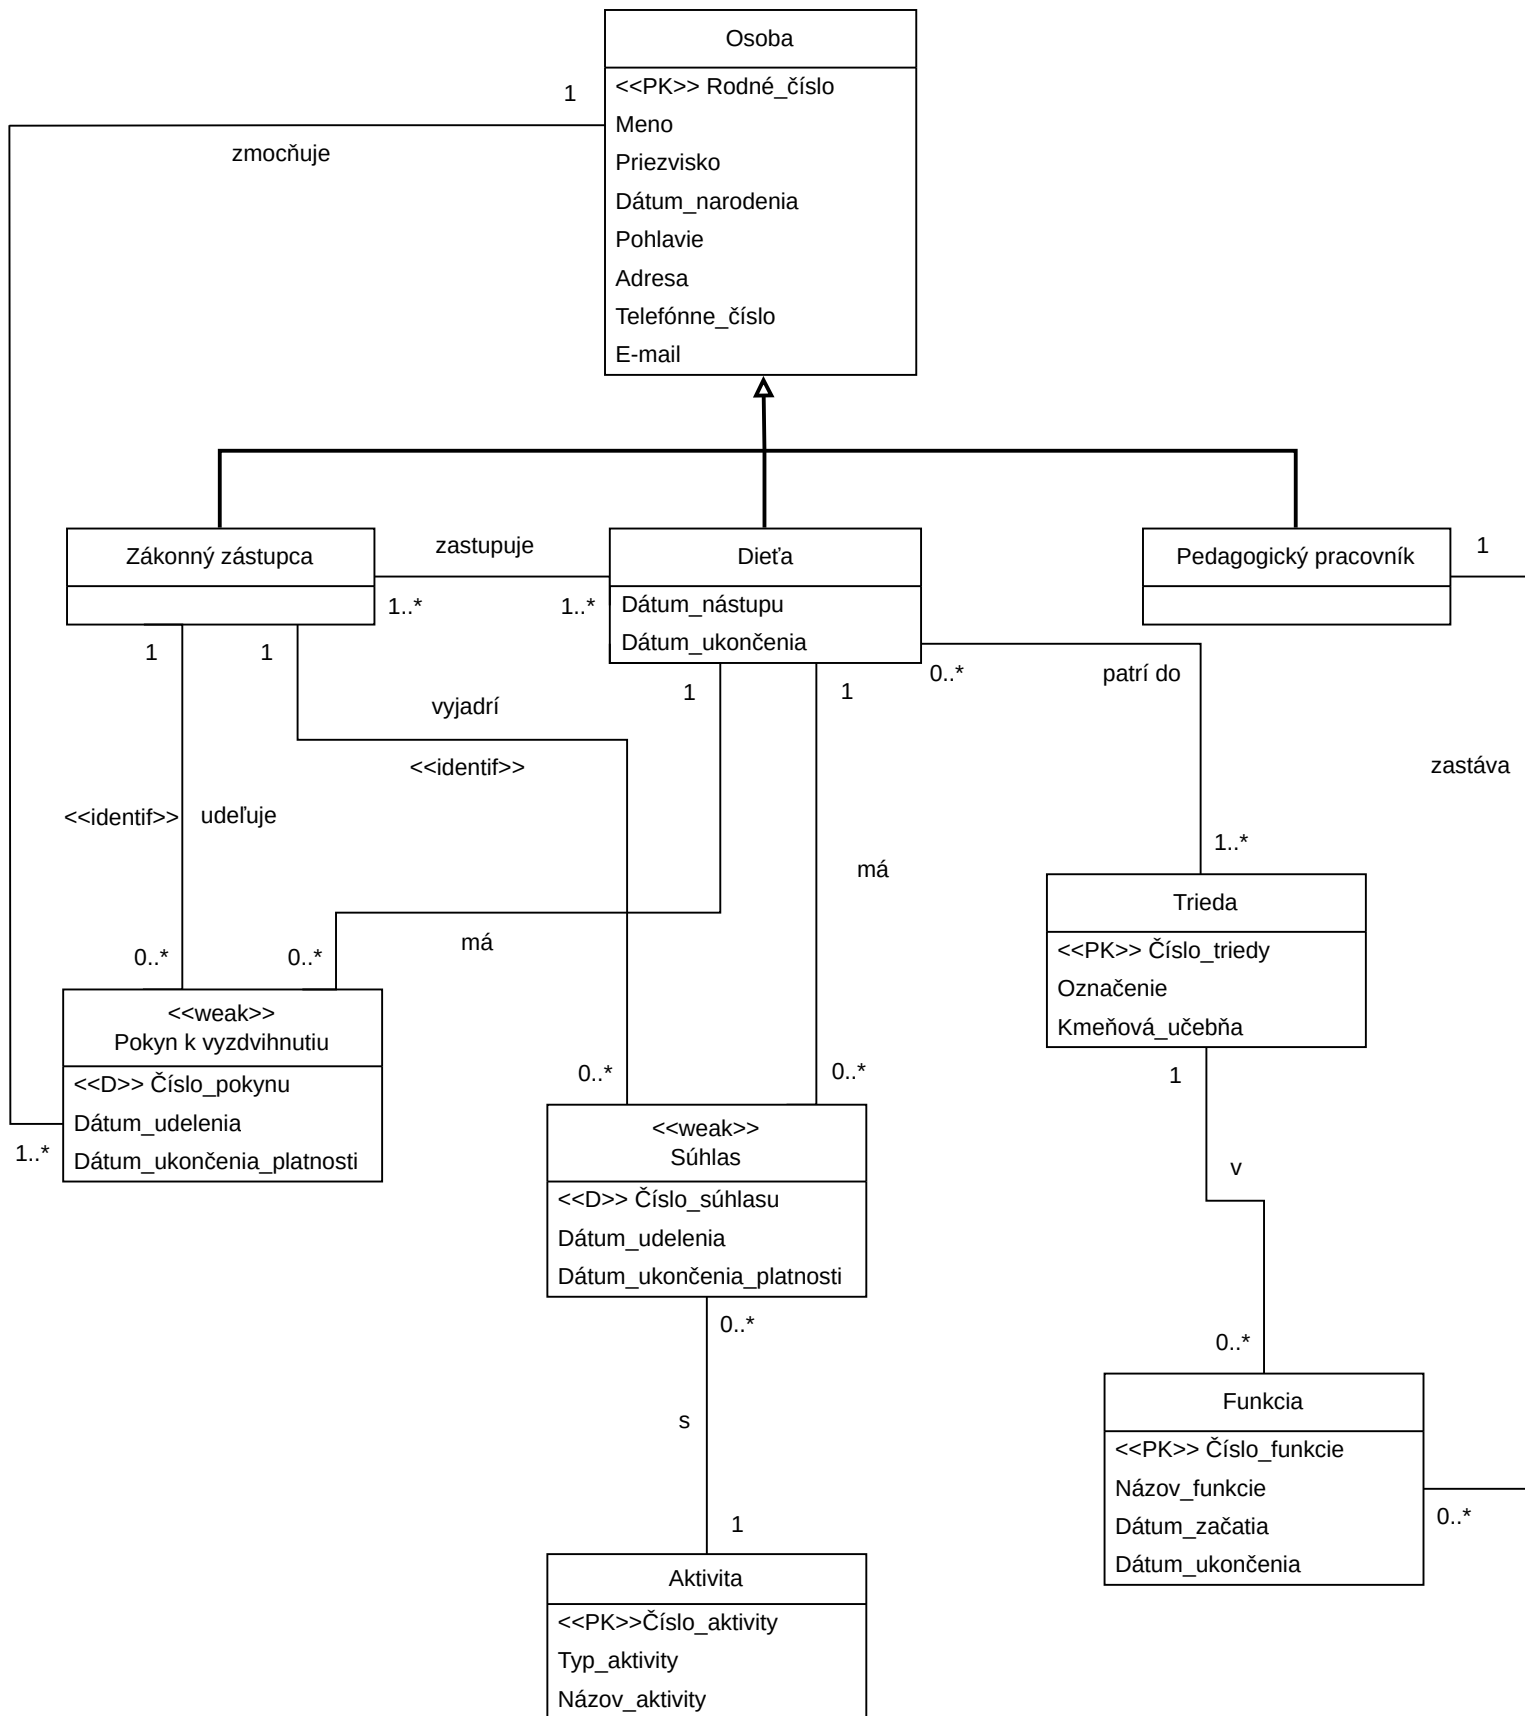 Osoba
<<PK>> Rodné_číslo
Meno
Priezvisko
Dátum_narodenia
Pohlavie
Adresa
Telefónne_číslo
E-mail
1
zmocňuje
Zákonný zástupca
zastupuje
1..*
1..*
Dieťa
Dátum_nástupu
Dátum_ukončenia
Pedagogický pracovník
1
1
1
vyjadrí
<<identif>>
1
1
0..*
patrí do
zastáva
<<identif>>
udeľuje
má
má
1..*
0..*
0..*
Trieda
<<PK>> Číslo_triedy
Označenie
Kmeňová_učebňa
<<weak>>
Pokyn k vyzdvihnutiu
<<D>> Číslo_pokynu
Dátum_udelenia
Dátum_ukončenia_platnosti
1..*
0..*
0..*
<<weak>>
Súhlas
<<D>> Číslo_súhlasu
Dátum_udelenia
Dátum_ukončenia_platnosti
1
v
0..*
0..*
s
1
Funkcia
<<PK>> Číslo_funkcie
Názov_funkcie
Dátum_začatia
Dátum_ukončenia
0..*
Aktivita
<<PK>>Číslo_aktivity
Typ_aktivity
Názov_aktivity